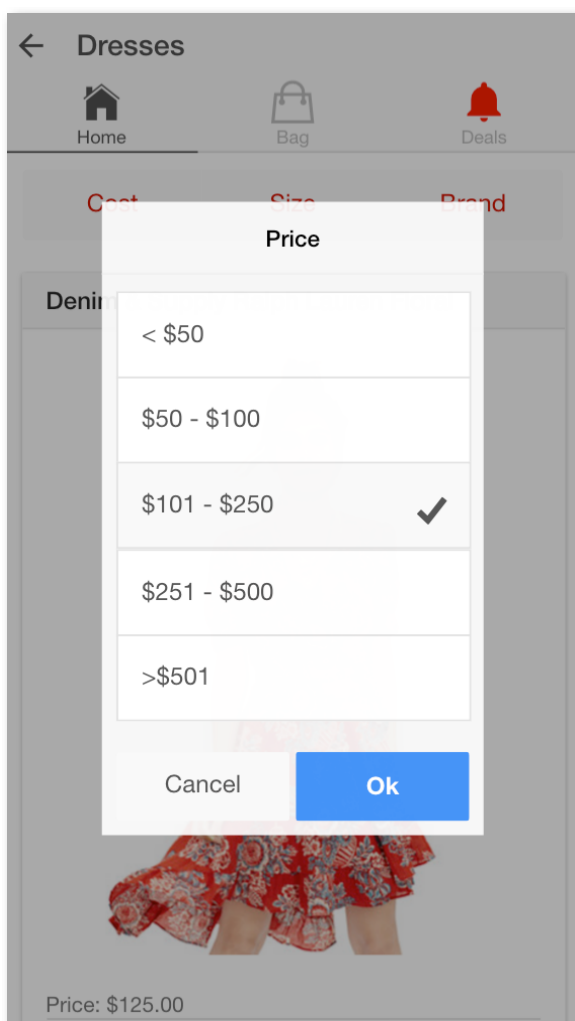 Dresses
Home Bag Deals
Cost Size Brand
Price
< $50
$50 - $100
$101 - $250
$251 - $500
>$501
Cancel Ok
Price: $125.00